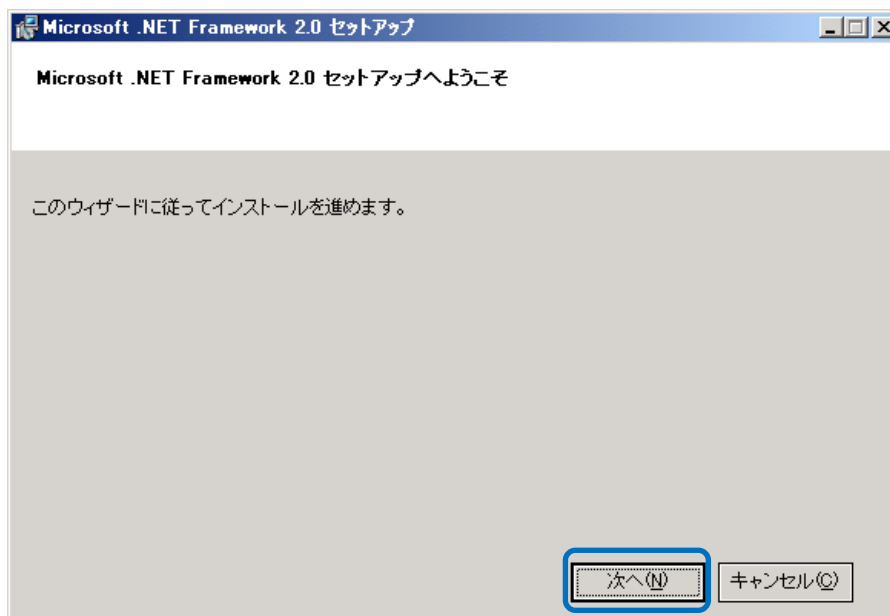 Microsoft .NET Framework 2.0 セットアップ
Microsoft .NET Framework 2.0 セットアップへようこそ
このウィザードに従ってインストールを進めます。
次へ(N)
キャンセル(C)